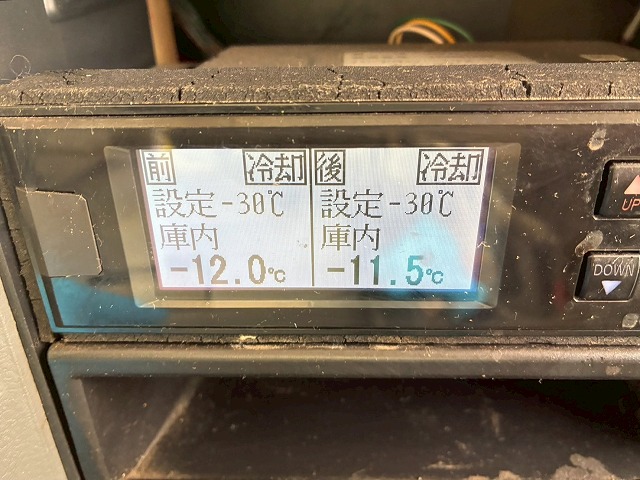 前 冷却
設定-30℃
庫内
-12.0℃
後 冷却
設定-30℃
庫内
-11.5℃
UP
DOWN